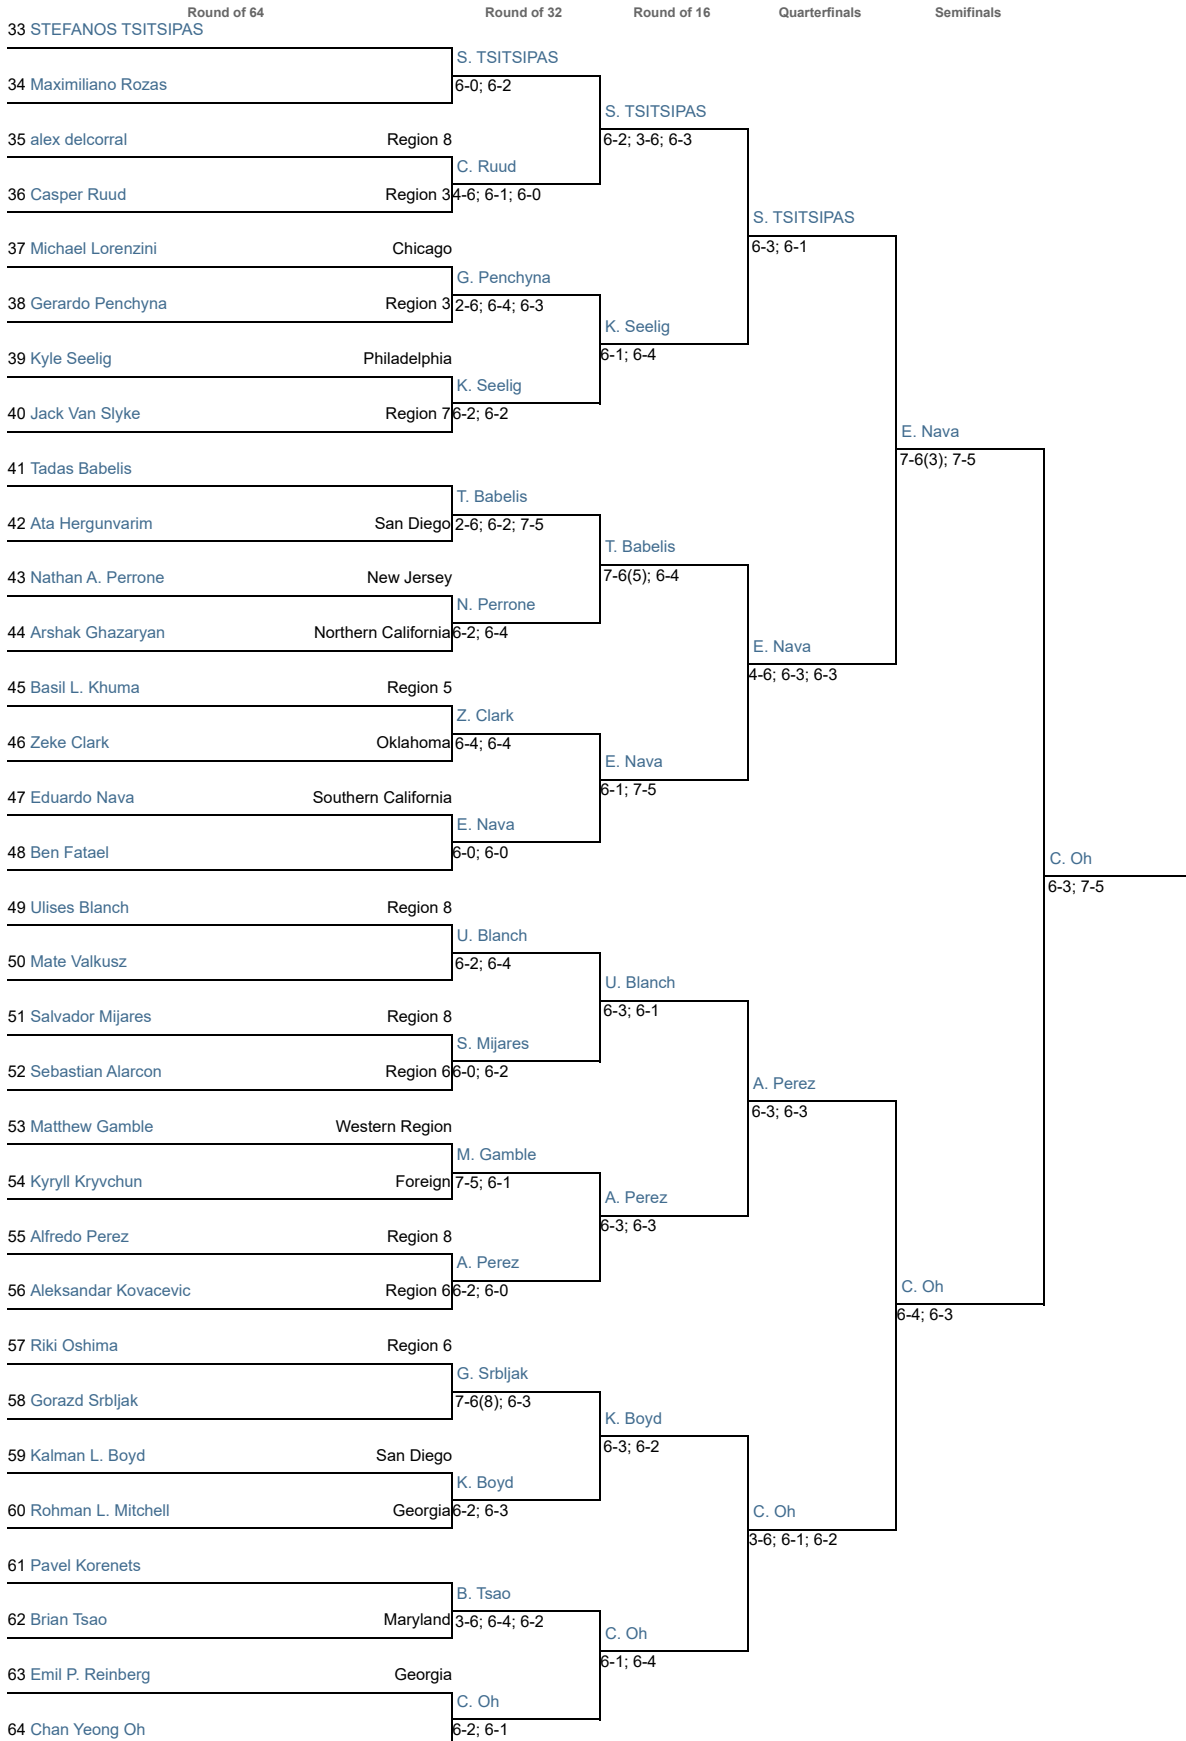 Round of 64 Round of 32 Round of 16 Quarterfinals Semifinals
33 STEFANOS TSITSIPAS
S. TSITSIPAS
34 Maximiliano Rozas
6-0; 6-2
S. TSITSIPAS
35 alex delcorral Region 8
6-2; 3-6; 6-3
C. Ruud
36 Casper Ruud Region 3
4-6; 6-1; 6-0
S. TSITSIPAS
37 Michael Lorenzini Chicago
6-3; 6-1
G. Penchyna
38 Gerardo Penchyna Region 3
2-6; 6-4; 6-3
K. Seelig
39 Kyle Seelig Philadelphia
6-1; 6-4
K. Seelig
40 Jack Van Slyke Region 7
6-2; 6-2
E. Nava
41 Tadas Babelis
7-6(3); 7-5
T. Babelis
42 Ata Hergunvarim San Diego
2-6; 6-2; 7-5
T. Babelis
43 Nathan A. Perrone New Jersey
7-6(5); 6-4
N. Perrone
44 Arshak Ghazaryan Northern California
6-2; 6-4
E. Nava
45 Basil L. Khuma Region 5
4-6; 6-3; 6-3
Z. Clark
46 Zeke Clark Oklahoma
6-4; 6-4
E. Nava
47 Eduardo Nava Southern California
6-1; 7-5
E. Nava
48 Ben Fatael
6-0; 6-0
C. Oh
6-3; 7-5
49 Ulises Blanch Region 8
U. Blanch
50 Mate Valkusz
6-2; 6-4
U. Blanch
51 Salvador Mijares Region 8
6-3; 6-1
S. Mijares
52 Sebastian Alarcon Region 6
6-0; 6-2
A. Perez
53 Matthew Gamble Western Region
6-3; 6-3
M. Gamble
54 Kyryll Kryvchun Foreign
7-5; 6-1
A. Perez
55 Alfredo Perez Region 8
6-3; 6-3
A. Perez
56 Aleksandar Kovacevic Region 6
6-2; 6-0
C. Oh
57 Riki Oshima Region 6
6-4; 6-3
G. Srbljak
58 Gorazd Srbljak
7-6(8); 6-3
K. Boyd
59 Kalman L. Boyd San Diego
6-3; 6-2
K. Boyd
60 Rohman L. Mitchell Georgia
6-2; 6-3
C. Oh
61 Pavel Korenets
3-6; 6-1; 6-2
B. Tsao
62 Brian Tsao Maryland
3-6; 6-4; 6-2
C. Oh
63 Emil P. Reinberg Georgia
6-1; 6-4
C. Oh
64 Chan Yeong Oh
6-2; 6-1